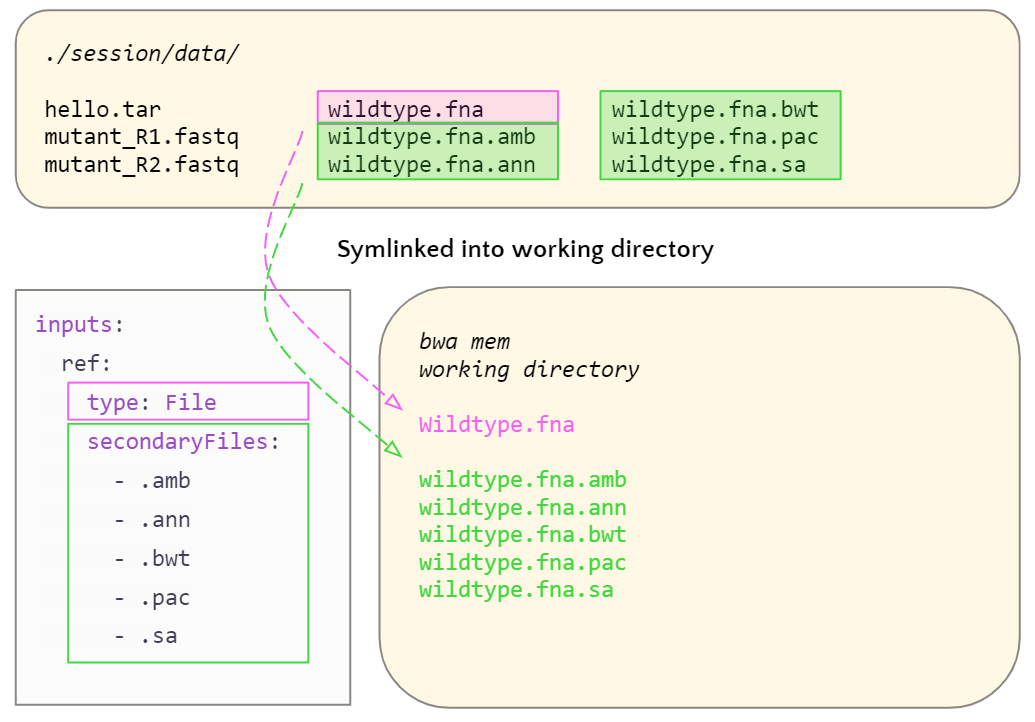 ./session/data/
hello.tar wildtype.fna wildtype.fna.bwt
mutant_R1.fastq wildtype.fna.amb wildtype.fna.pac
mutant_R2.fastq wildtype.fna.ann wildtype.fna.sa
Symlinked into working directory
inputs:
ref:
type: File
secondaryFiles:
- .amb
- .ann
- .bwt
- .pac
- .sa
bwa mem
working directory
Wildtype.fna
wildtype.fna.amb
wildtype.fna.ann
wildtype.fna.bwt
wildtype.fna.pac
wildtype.fna.sa